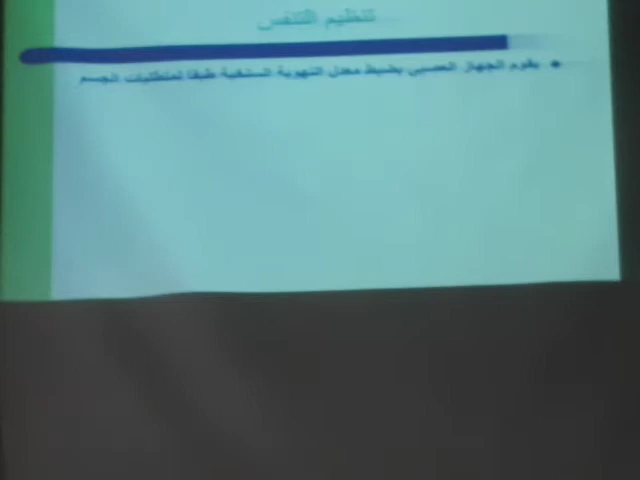 تنظيم التنفس
يقوم الجهاز العصبي بضبط معدل التهوية السنخية طبقا لمتطلبات الجسم